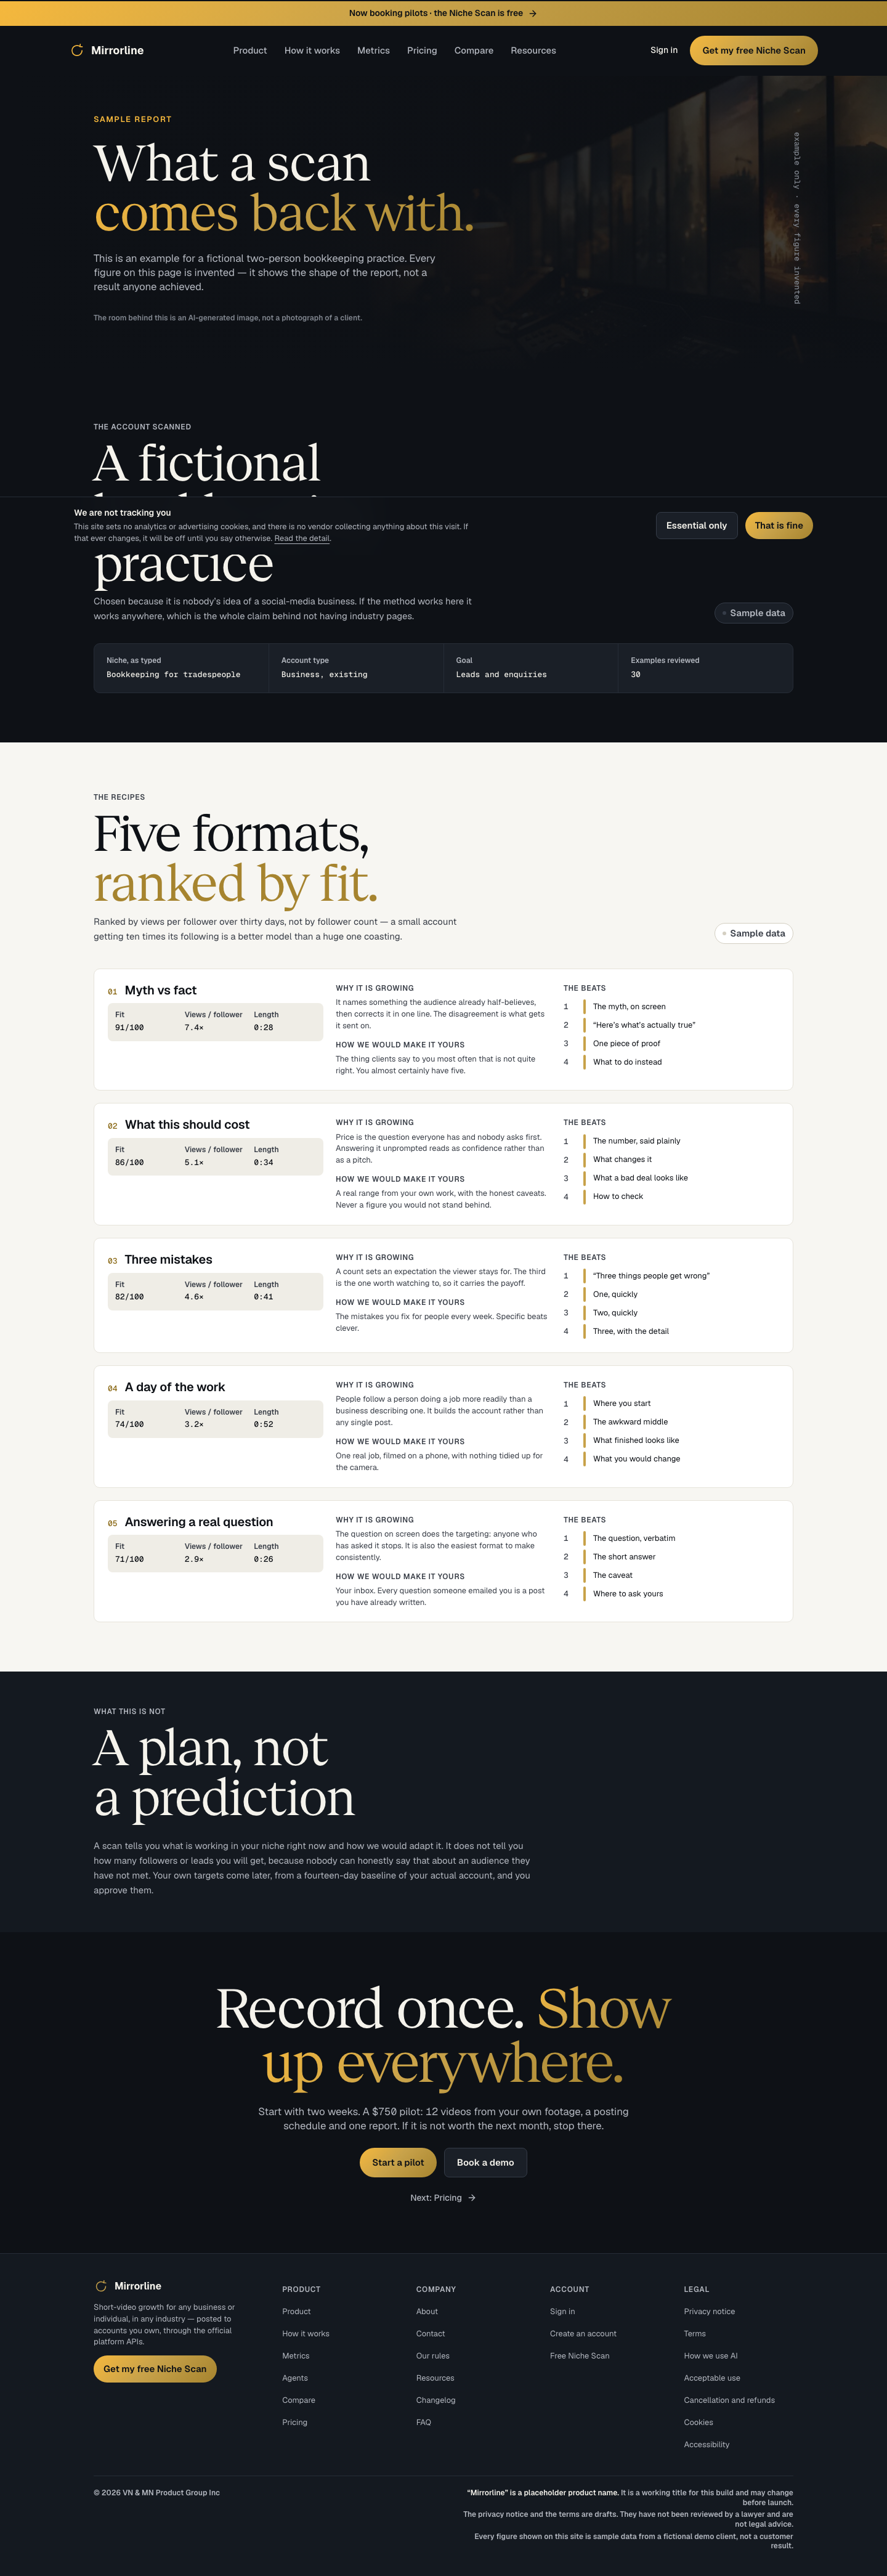 Now booking pilots · the Niche Scan is free →
Mirrorline
Product
How it works
Metrics
Pricing
Compare
Resources
Sign in
Get my free Niche Scan
SAMPLE REPORT
What a scan
comes back with.
This is an example for a fictional two-person bookkeeping practice. Every
figure on this page is invented — it shows the shape of the report, not a
result anyone achieved.
The room behind this is an AI-generated image, not a photograph of a client.
example only · every figure invented
THE ACCOUNT SCANNED
A fictional
We are not tracking you
This site sets no analytics or advertising cookies, and there is no vendor collecting anything about this visit. If
that ever changes, it will be off until you say otherwise. Read the detail.
Essential only
That is fine
practice
Chosen because it is nobody's idea of a social-media business. If the method works here it
works anywhere, which is the whole claim behind not having industry pages.
Sample data
Niche, as typed
Bookkeeping for tradespeople
Account type
Business, existing
Goal
Leads and enquiries
Examples reviewed
30
THE RECIPES
Five formats,
ranked by fit.
Ranked by views per follower over thirty days, not by follower count — a small account
getting ten times its following is a better model than a huge one coasting.
Sample data
01 Myth vs fact
Fit
91/100
Views / follower
7.4×
Length
0:28
WHY IT IS GROWING
It names something the audience already half-believes,
then corrects it in one line. The disagreement is what gets
it sent on.
HOW WE WOULD MAKE IT YOURS
The thing clients say to you most often that is not quite
right. You almost certainly have five.
THE BEATS
1 The myth, on screen
2 “Here's what's actually true”
3 One piece of proof
4 What to do instead
02 What this should cost
Fit
86/100
Views / follower
5.1×
Length
0:34
WHY IT IS GROWING
Price is the question everyone has and nobody asks first.
Answering it unprompted reads as confidence rather than
as a pitch.
HOW WE WOULD MAKE IT YOURS
A real range from your own work, with the honest caveats.
Never a figure you would not stand behind.
THE BEATS
1 The number, said plainly
2 What changes it
3 What a bad deal looks like
4 How to check
03 Three mistakes
Fit
82/100
Views / follower
4.6×
Length
0:41
WHY IT IS GROWING
A count sets an expectation the viewer stays for. The third
is the one worth watching to, so it carries the payoff.
HOW WE WOULD MAKE IT YOURS
The mistakes you fix for people every week. Specific beats
clever.
THE BEATS
1 “Three things people get wrong”
2 One, quickly
3 Two, quickly
4 Three, with the detail
04 A day of the work
Fit
74/100
Views / follower
3.2×
Length
0:52
WHY IT IS GROWING
People follow a person doing a job more readily than a
business describing one. It builds the account rather than
any single post.
HOW WE WOULD MAKE IT YOURS
One real job, filmed on a phone, with nothing tidied up for
the camera.
THE BEATS
1 Where you start
2 The awkward middle
3 What finished looks like
4 What you would change
05 Answering a real question
Fit
71/100
Views / follower
2.9×
Length
0:26
WHY IT IS GROWING
The question on screen does the targeting: anyone who
has asked it stops. It is also the easiest format to make
consistently.
HOW WE WOULD MAKE IT YOURS
Your inbox. Every question someone emailed you is a post
you have already written.
THE BEATS
1 The question, verbatim
2 The short answer
3 The caveat
4 Where to ask yours
WHAT THIS IS NOT
A plan, not
a prediction
A scan tells you what is working in your niche right now and how we would adapt it. It does not tell you
how many followers or leads you will get, because nobody can honestly say that about an audience they
have not met. Your own targets come later, from a fourteen-day baseline of your actual account, and you
approve them.
Record once. Show
up everywhere.
Start with two weeks. A $750 pilot: 12 videos from your own footage, a posting
schedule and one report. If it is not worth the next month, stop there.
Start a pilot
Book a demo
Next: Pricing →
Mirrorline
Short-video growth for any business or
individual, in any industry — posted to
accounts you own, through the official
platform APIs.
Get my free Niche Scan
PRODUCT
Product
How it works
Metrics
Agents
Compare
Pricing
COMPANY
About
Contact
Our rules
Resources
Changelog
FAQ
ACCOUNT
Sign in
Create an account
Free Niche Scan
LEGAL
Privacy notice
Terms
How we use AI
Acceptable use
Cancellation and refunds
Cookies
Accessibility
© 2026 VN & MN Product Group Inc
“Mirrorline” is a placeholder product name. It is a working title for this build and may change
before launch.
The privacy notice and the terms are drafts. They have not been reviewed by a lawyer and are
not legal advice.
Every figure shown on this site is sample data from a fictional demo client, not a customer
result.